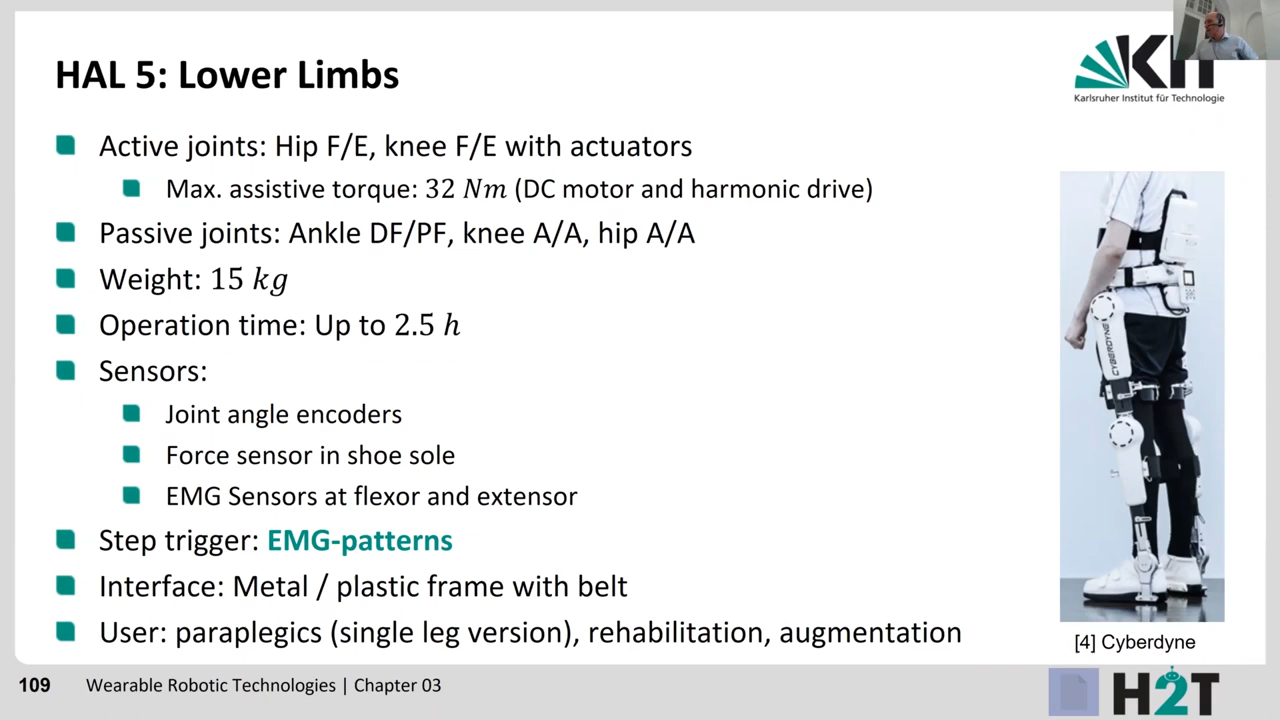 HAL 5: Lower Limbs
KIT
Karlsruher Institut für Technologie
Active joints: Hip F/E, knee F/E with actuators
Max. assistive torque: 32 Nm (DC motor and harmonic drive)
Passive joints: Ankle DF/PF, knee A/A, hip A/A
Weight: 15 kg
Operation time: Up to 2.5 h
Sensors:
Joint angle encoders
Force sensor in shoe sole
EMG Sensors at flexor and extensor
Step trigger: EMG-patterns
Interface: Metal / plastic frame with belt
User: paraplegics (single leg version), rehabilitation, augmentation
CYBERDYNE
[4] Cyberdyne
109 Wearable Robotic Technologies | Chapter 03
H2T